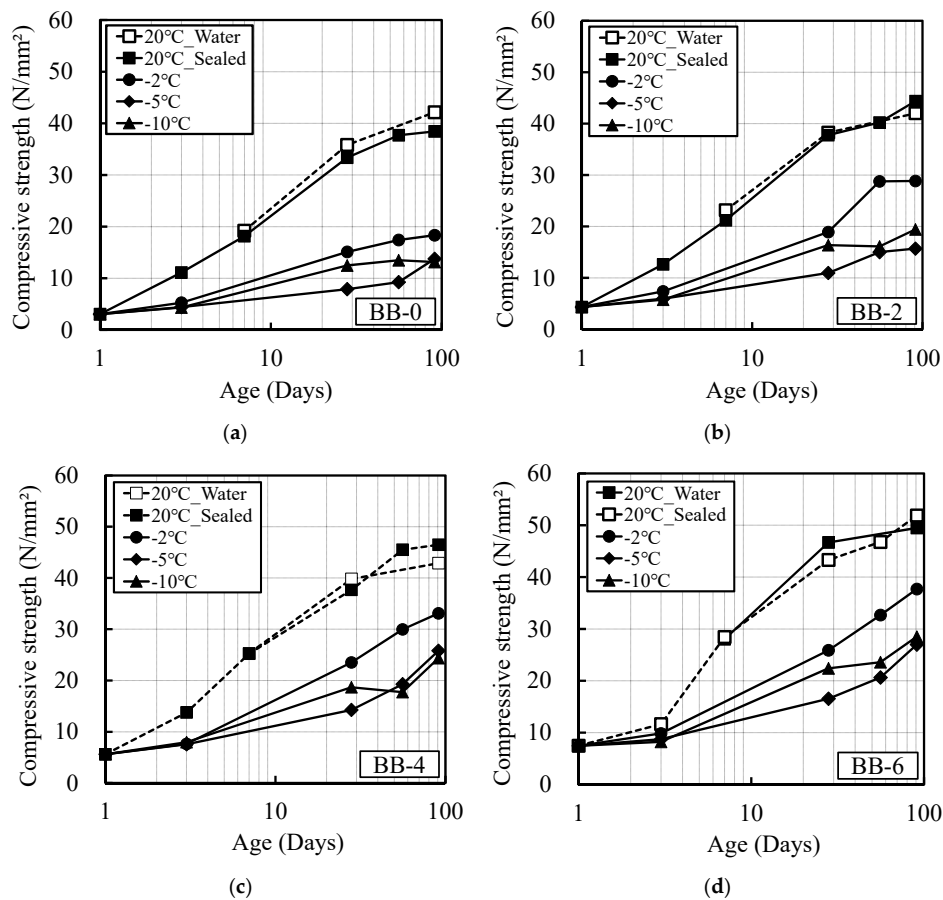 Compressive strength (N/mm²)
60
50
40
30
20
10
0
20℃_Water
20℃_Sealed
-2℃
-5℃
-10℃
BB-0
1
10
100
Age (Days)
(a)
Compressive strength (N/mm²)
60
50
40
30
20
10
0
20℃_Water
20℃_Sealed
-2℃
-5℃
-10℃
BB-2
1
10
100
Age (Days)
(b)
Compressive strength (N/mm²)
60
50
40
30
20
10
0
20℃_Water
20℃_Sealed
-2℃
-5℃
-10℃
BB-4
1
10
100
Age (Days)
(c)
Compressive strength (N/mm²)
60
50
40
30
20
10
0
20℃_Water
20℃_Sealed
-2℃
-5℃
-10℃
BB-6
1
10
100
Age (Days)
(d)